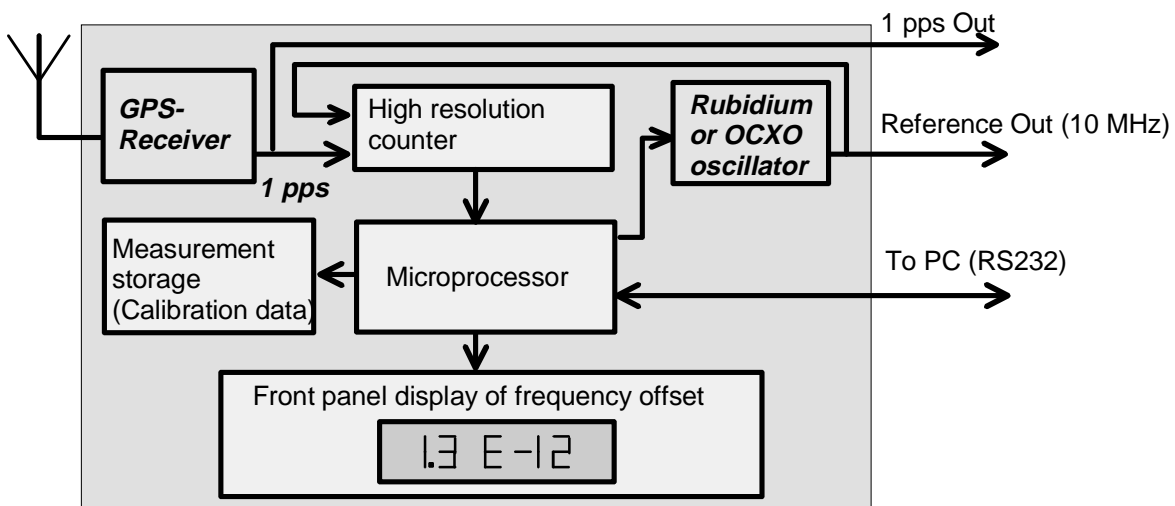 1 pps Out
GPS-
Receiver
High resolution
counter
Rubidium
or OCXO
oscillator
Reference Out (10 MHz)
1 pps
Measurement
storage
(Calibration data)
Microprocessor
To PC (RS232)
Front panel display of frequency offset
1.3 E-12